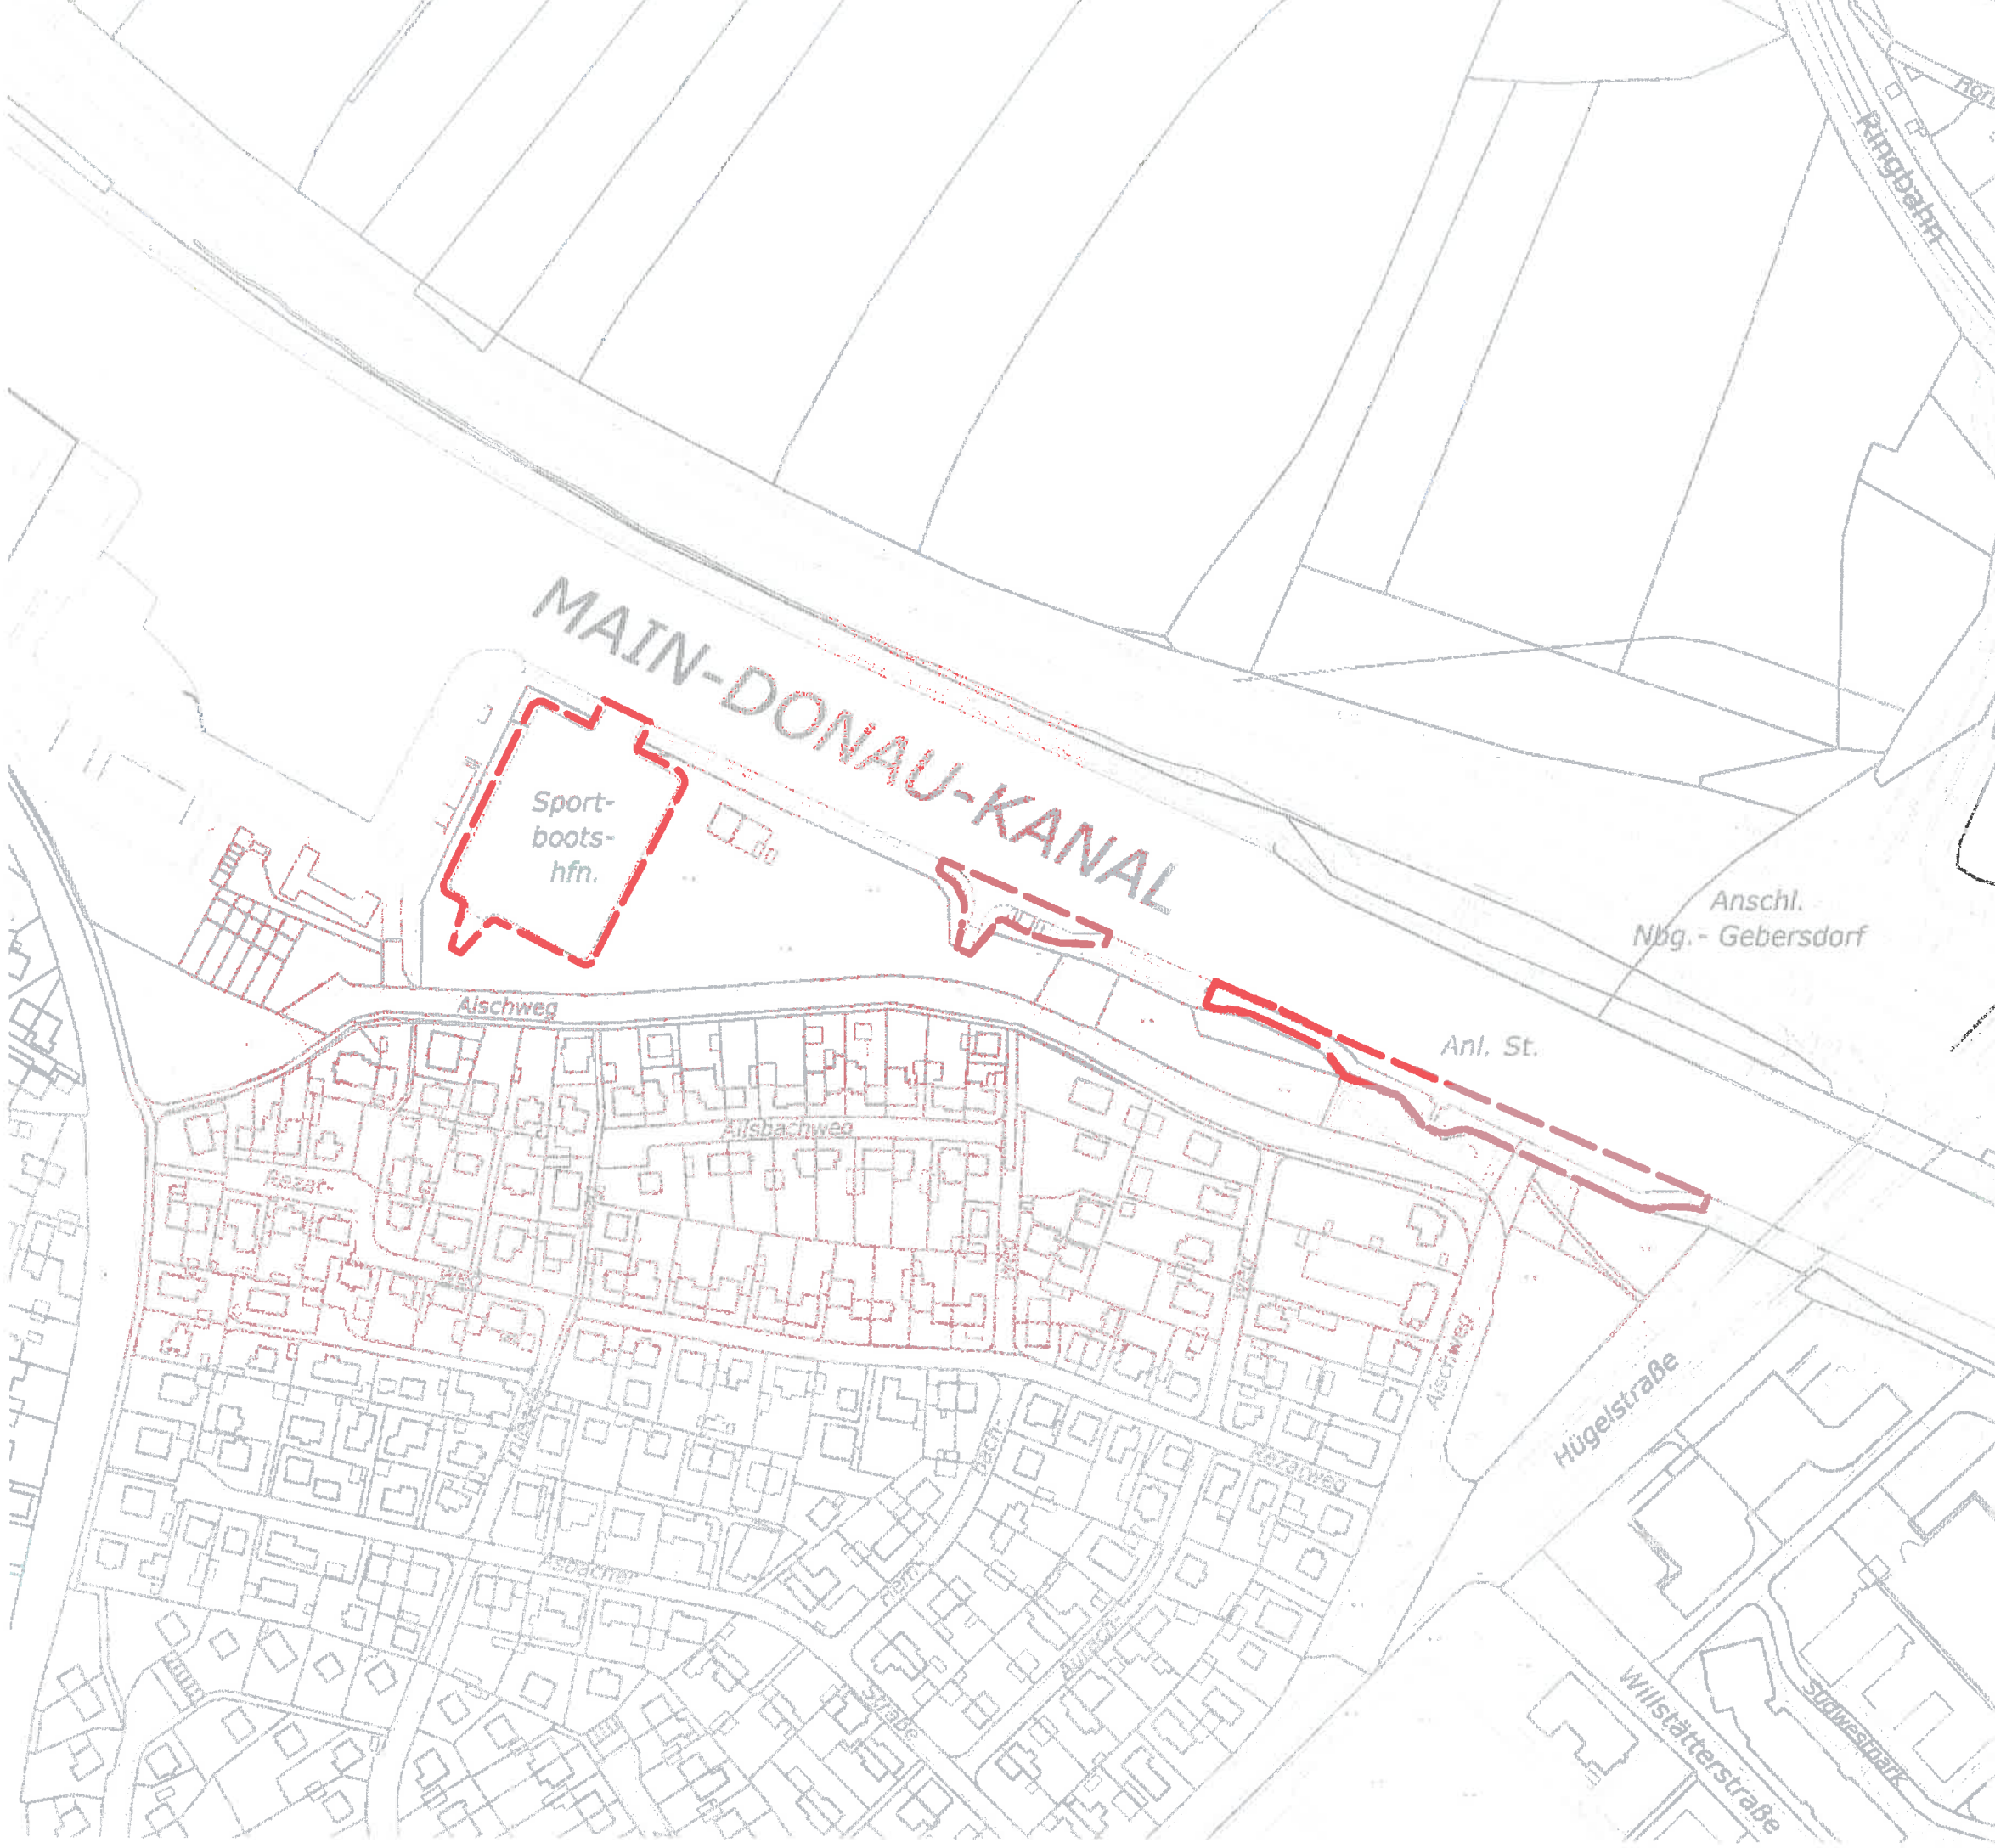 Ringbahn
MAIN-DONAU-KANAL
Sport-
boots-
hfn.
Anschl.
Nbg.- Gebersdorf
Anl. St.
Aischweg
Rezat-
Aischweg
Hügelstraße
Rezatweg
Straße
Willstätterstraße
Südwestpark